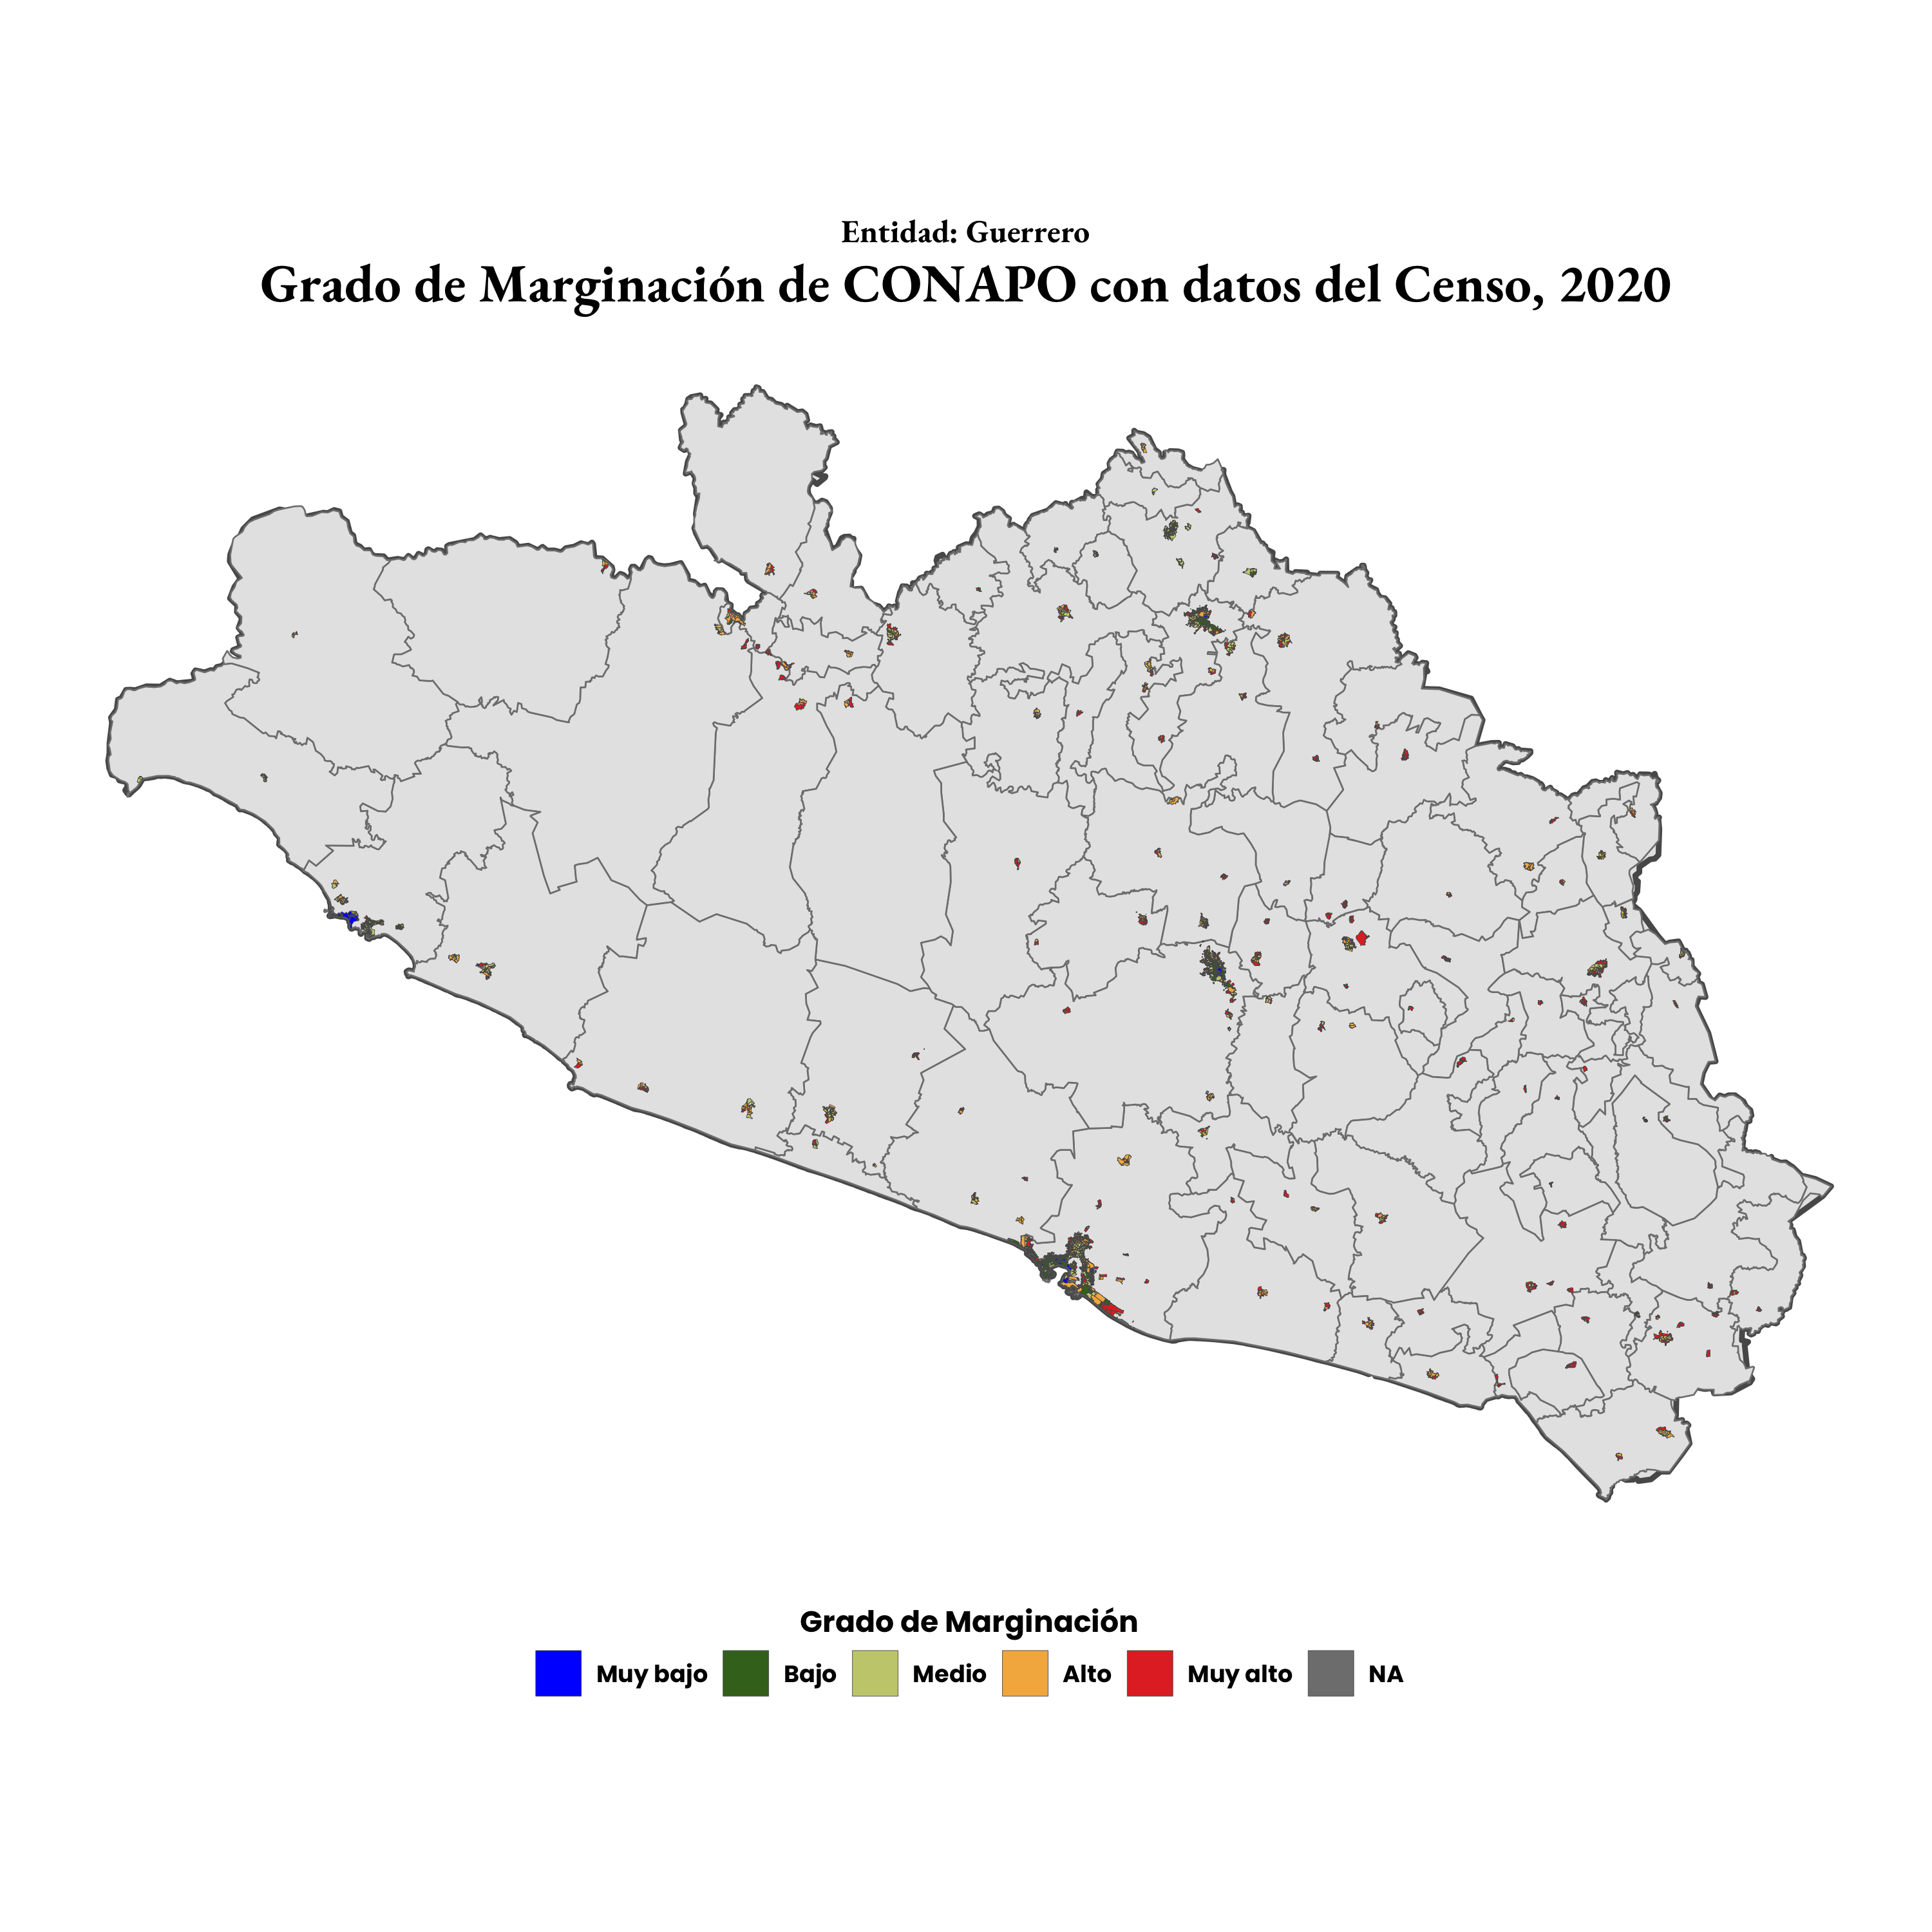 Entidad: Guerrero
Grado de Marginación de CONAPO con datos del Censo, 2020
Grado de Marginación
Muy bajo Bajo Medio Alto Muy alto NA